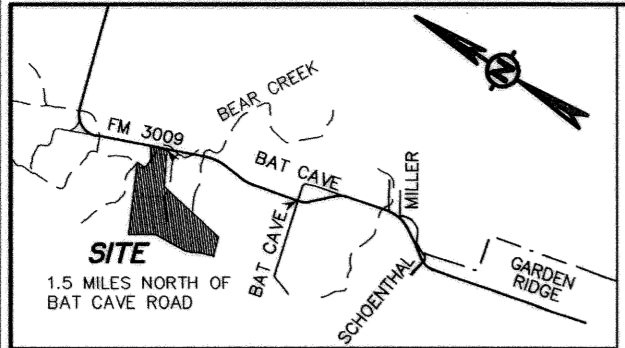 BEAR CREEK
N
FM 3009
BAT CAVE
MILLER
SITE
1.5 MILES NORTH OF
BAT CAVE ROAD
BAT CAVE
SCHOENTHAL
GARDEN
RIDGE